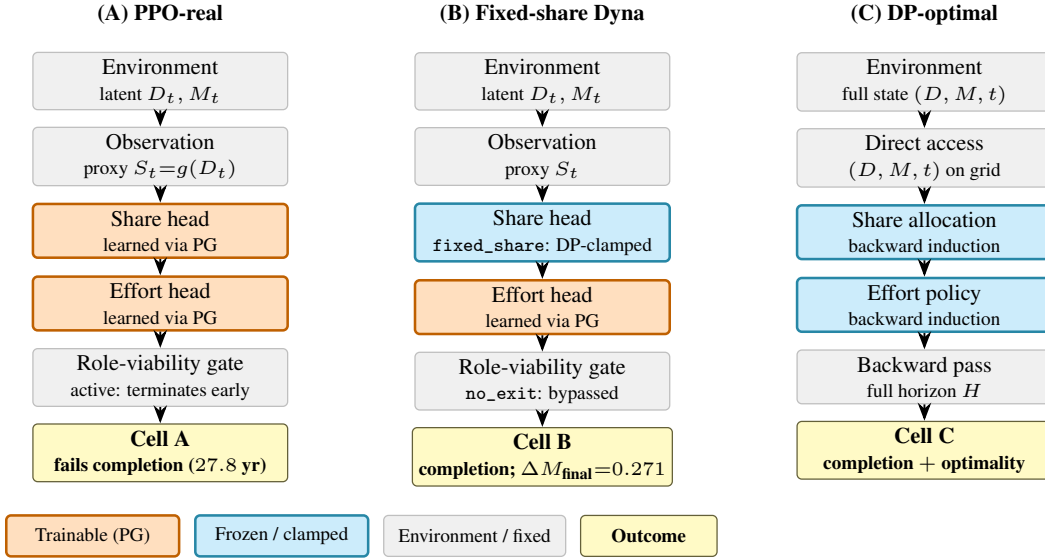 (A) PPO-real
Environment
latent D_t, M_t
Observation
proxy S_t=g(D_t)
Share head
learned via PG
Effort head
learned via PG
Role-viability gate
active: terminates early
Cell A
fails completion (27.8 yr)
(B) Fixed-share Dyna
Environment
latent D_t, M_t
Observation
proxy S_t
Share head
fixed_share: DP-clamped
Effort head
learned via PG
Role-viability gate
no_exit: bypassed
Cell B
completion; ΔM_final=0.271
(C) DP-optimal
Environment
full state (D, M, t)
Direct access
(D, M, t) on grid
Share allocation
backward induction
Effort policy
backward induction
Backward pass
full horizon H
Cell C
completion + optimality
Trainable (PG)
Frozen / clamped
Environment / fixed
Outcome